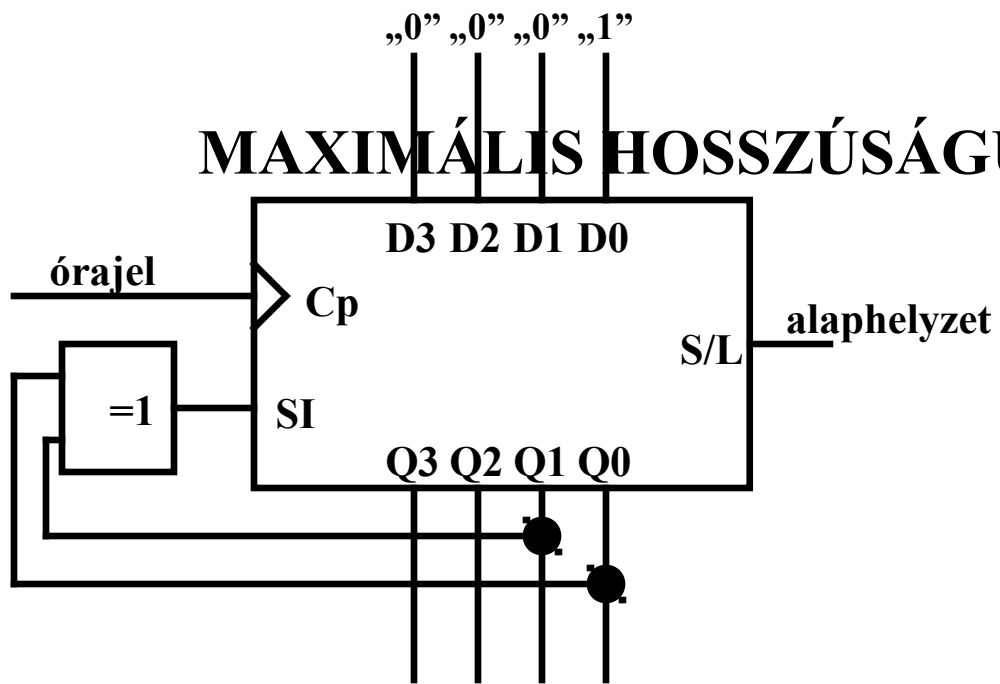 „0” „0” „0” „1”
MAXIMÁLIS HOSSZÚSÁGÚ
D3 D2 D1 D0
órajel
Cp
alaphelyzet
S/L
=1
SI
Q3 Q2 Q1 Q0